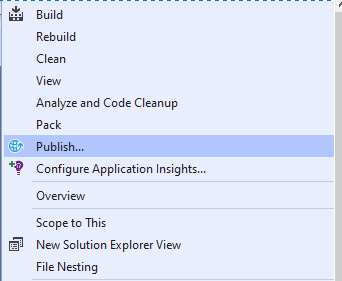 Build
Rebuild
Clean
View
Analyze and Code Cleanup
Pack
Publish...
Configure Application Insights...
Overview
Scope to This
New Solution Explorer View
File Nesting